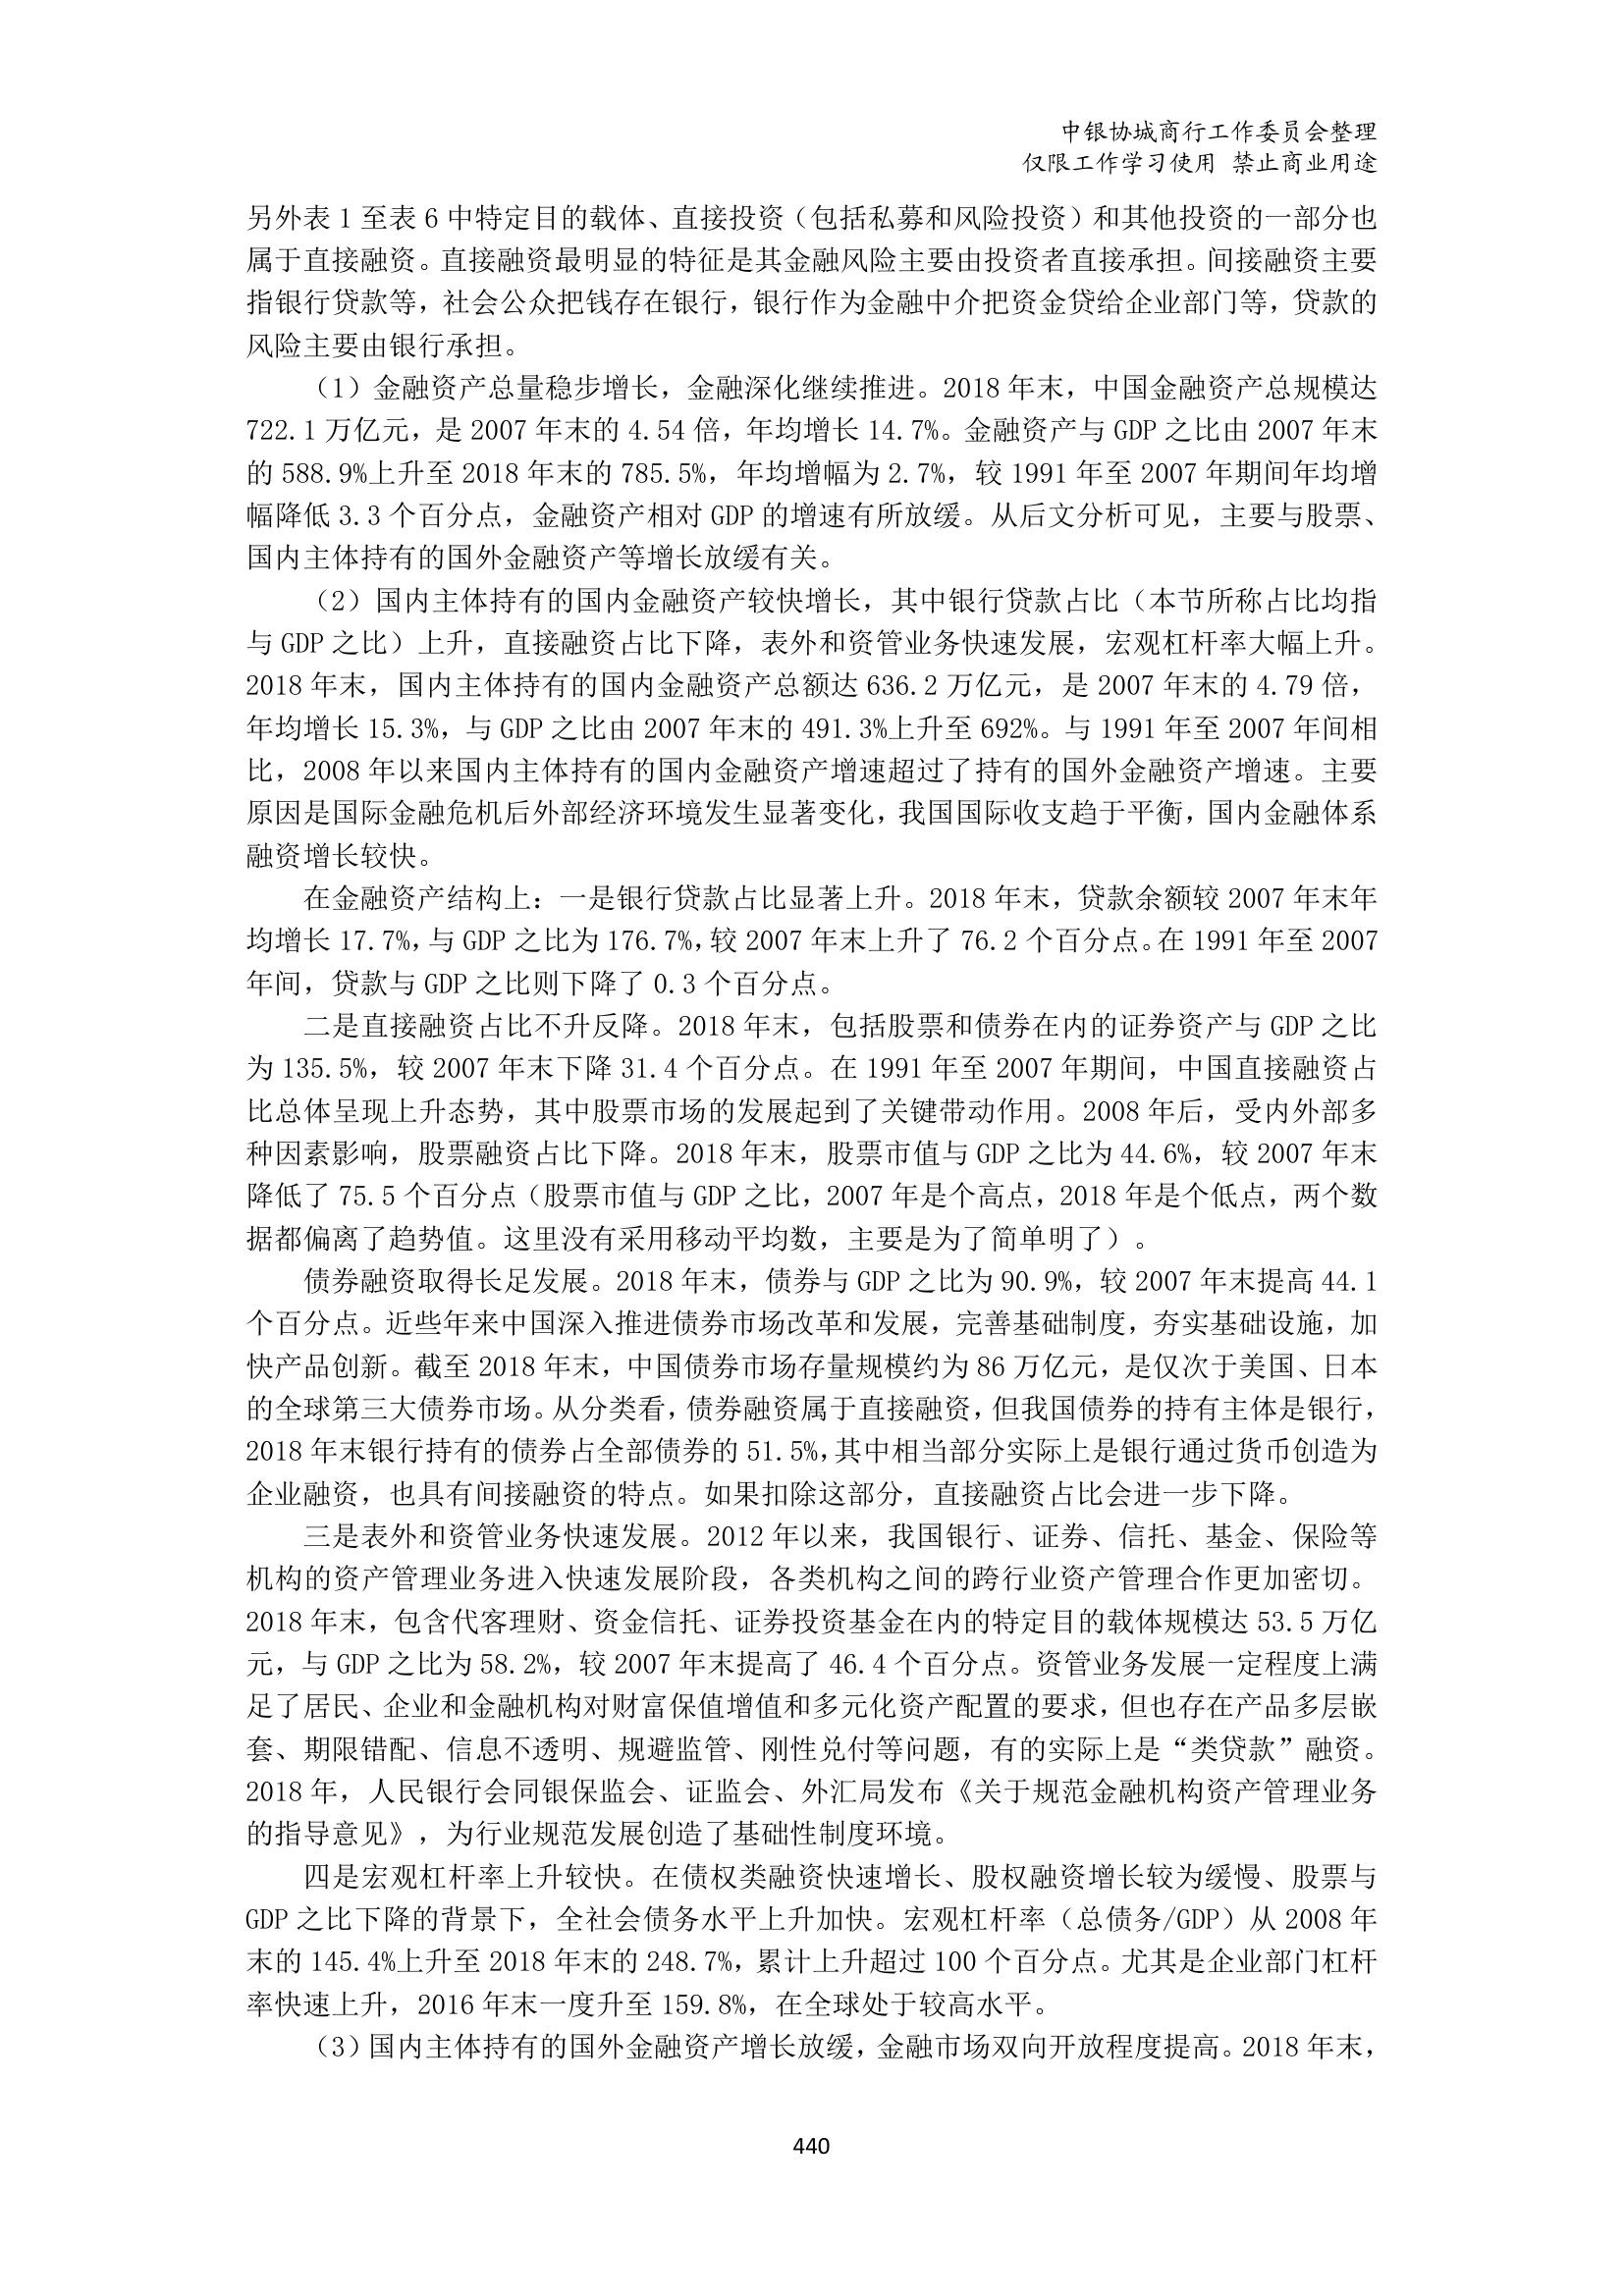 中银协城商行工作委员会整理
仅限工作学习使用 禁止商业用途
另外表 1 至表 6 中特定目的载体、直接投资（包括私募和风险投资）和其他投资的一部分也
属于直接融资。直接融资最明显的特征是其金融风险主要由投资者直接承担。间接融资主要
指银行贷款等，社会公众把钱存在银行，银行作为金融中介把资金贷给企业部门等，贷款的
风险主要由银行承担。
（1）金融资产总量稳步增长，金融深化继续推进。2018 年末，中国金融资产总规模达
722.1 万亿元，是 2007 年末的 4.54 倍，年均增长 14.7%。金融资产与 GDP 之比由 2007 年末
的 588.9%上升至 2018 年末的 785.5%，年均增幅为 2.7%，较 1991 年至 2007 年期间年均增
幅降低 3.3 个百分点，金融资产相对 GDP 的增速有所放缓。从后文分析可见，主要与股票、
国内主体持有的国外金融资产等增长放缓有关。
（2）国内主体持有的国内金融资产较快增长，其中银行贷款占比（本节所称占比均指
与 GDP 之比）上升，直接融资占比下降，表外和资管业务快速发展，宏观杠杆率大幅上升。
2018 年末，国内主体持有的国内金融资产总额达 636.2 万亿元，是 2007 年末的 4.79 倍，
年均增长 15.3%，与 GDP 之比由 2007 年末的 491.3%上升至 692%。与 1991 年至 2007 年间相
比，2008 年以来国内主体持有的国内金融资产增速超过了持有的国外金融资产增速。主要
原因是国际金融危机后外部经济环境发生显著变化，我国国际收支趋于平衡，国内金融体系
融资增长较快。
在金融资产结构上：一是银行贷款占比显著上升。2018 年末，贷款余额较 2007 年末年
均增长 17.7%，与 GDP 之比为 176.7%，较 2007 年末上升了 76.2 个百分点。在 1991 年至 2007
年间，贷款与 GDP 之比则下降了 0.3 个百分点。
二是直接融资占比不升反降。2018 年末，包括股票和债券在内的证券资产与 GDP 之比
为 135.5%，较 2007 年末下降 31.4 个百分点。在 1991 年至 2007 年期间，中国直接融资占
比总体呈现上升态势，其中股票市场的发展起到了关键带动作用。2008 年后，受内外部多
种因素影响，股票融资占比下降。2018 年末，股票市值与 GDP 之比为 44.6%，较 2007 年末
降低了 75.5 个百分点（股票市值与 GDP 之比，2007 年是个高点，2018 年是个低点，两个数
据都偏离了趋势值。这里没有采用移动平均数，主要是为了简单明了）。
债券融资取得长足发展。2018 年末，债券与 GDP 之比为 90.9%，较 2007 年末提高 44.1
个百分点。近些年来中国深入推进债券市场改革和发展，完善基础制度，夯实基础设施，加
快产品创新。截至 2018 年末，中国债券市场存量规模约为 86 万亿元，是仅次于美国、日本
的全球第三大债券市场。从分类看，债券融资属于直接融资，但我国债券的持有主体是银行，
2018 年末银行持有的债券占全部债券的 51.5%，其中相当部分实际上是银行通过货币创造为
企业融资，也具有间接融资的特点。如果扣除这部分，直接融资占比会进一步下降。
三是表外和资管业务快速发展。2012 年以来，我国银行、证券、信托、基金、保险等
机构的资产管理业务进入快速发展阶段，各类机构之间的跨行业资产管理合作更加密切。
2018 年末，包含代客理财、资金信托、证券投资基金在内的特定目的载体规模达 53.5 万亿
元，与 GDP 之比为 58.2%，较 2007 年末提高了 46.4 个百分点。资管业务发展一定程度上满
足了居民、企业和金融机构对财富保值增值和多元化资产配置的要求，但也存在产品多层嵌
套、期限错配、信息不透明、规避监管、刚性兑付等问题，有的实际上是“类贷款”融资。
2018 年，人民银行会同银保监会、证监会、外汇局发布《关于规范金融机构资产管理业务
的指导意见》，为行业规范发展创造了基础性制度环境。
四是宏观杠杆率上升较快。在债权类融资快速增长、股权融资增长较为缓慢、股票与
GDP 之比下降的背景下，全社会债务水平上升加快。宏观杠杆率（总债务/GDP）从 2008 年
末的 145.4%上升至 2018 年末的 248.7%，累计上升超过 100 个百分点。尤其是企业部门杠杆
率快速上升，2016 年末一度升至 159.8%，在全球处于较高水平。
（3）国内主体持有的国外金融资产增长放缓，金融市场双向开放程度提高。2018 年末，
440